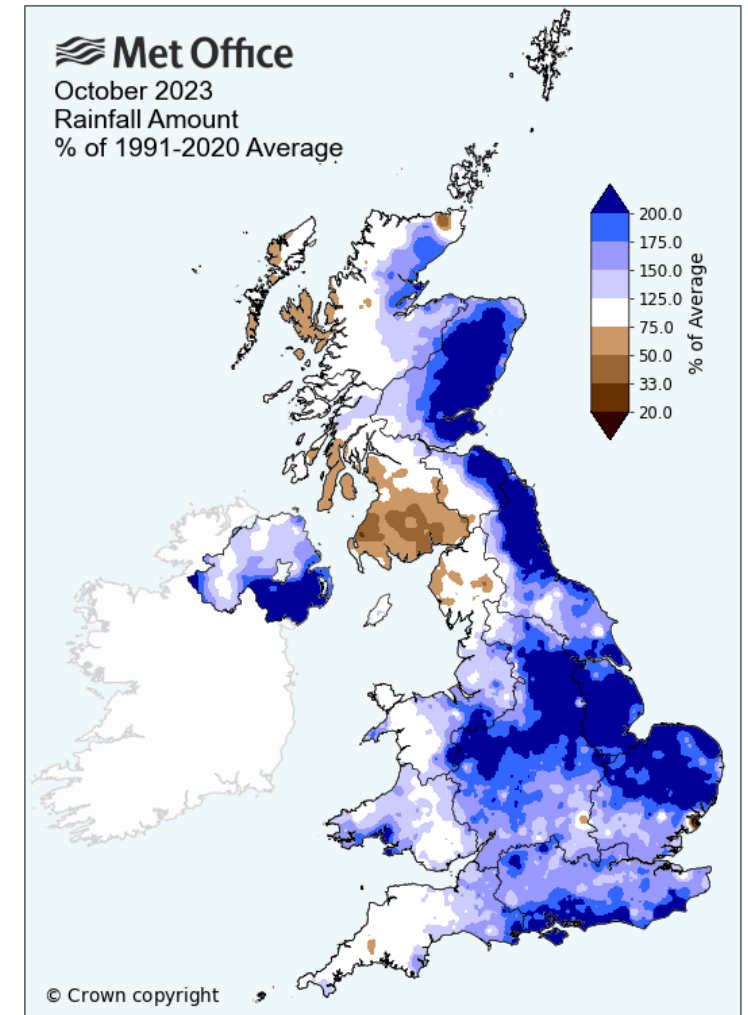 Met Office
October 2023
Rainfall Amount
% of 1991-2020 Average
200.0
175.0
150.0
125.0
75.0
50.0
33.0
20.0
% of Average
© Crown copyright